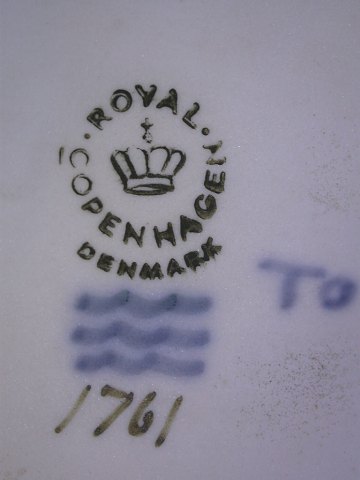 ROYAL
COPENHAGEN
DENMARK
To
1761